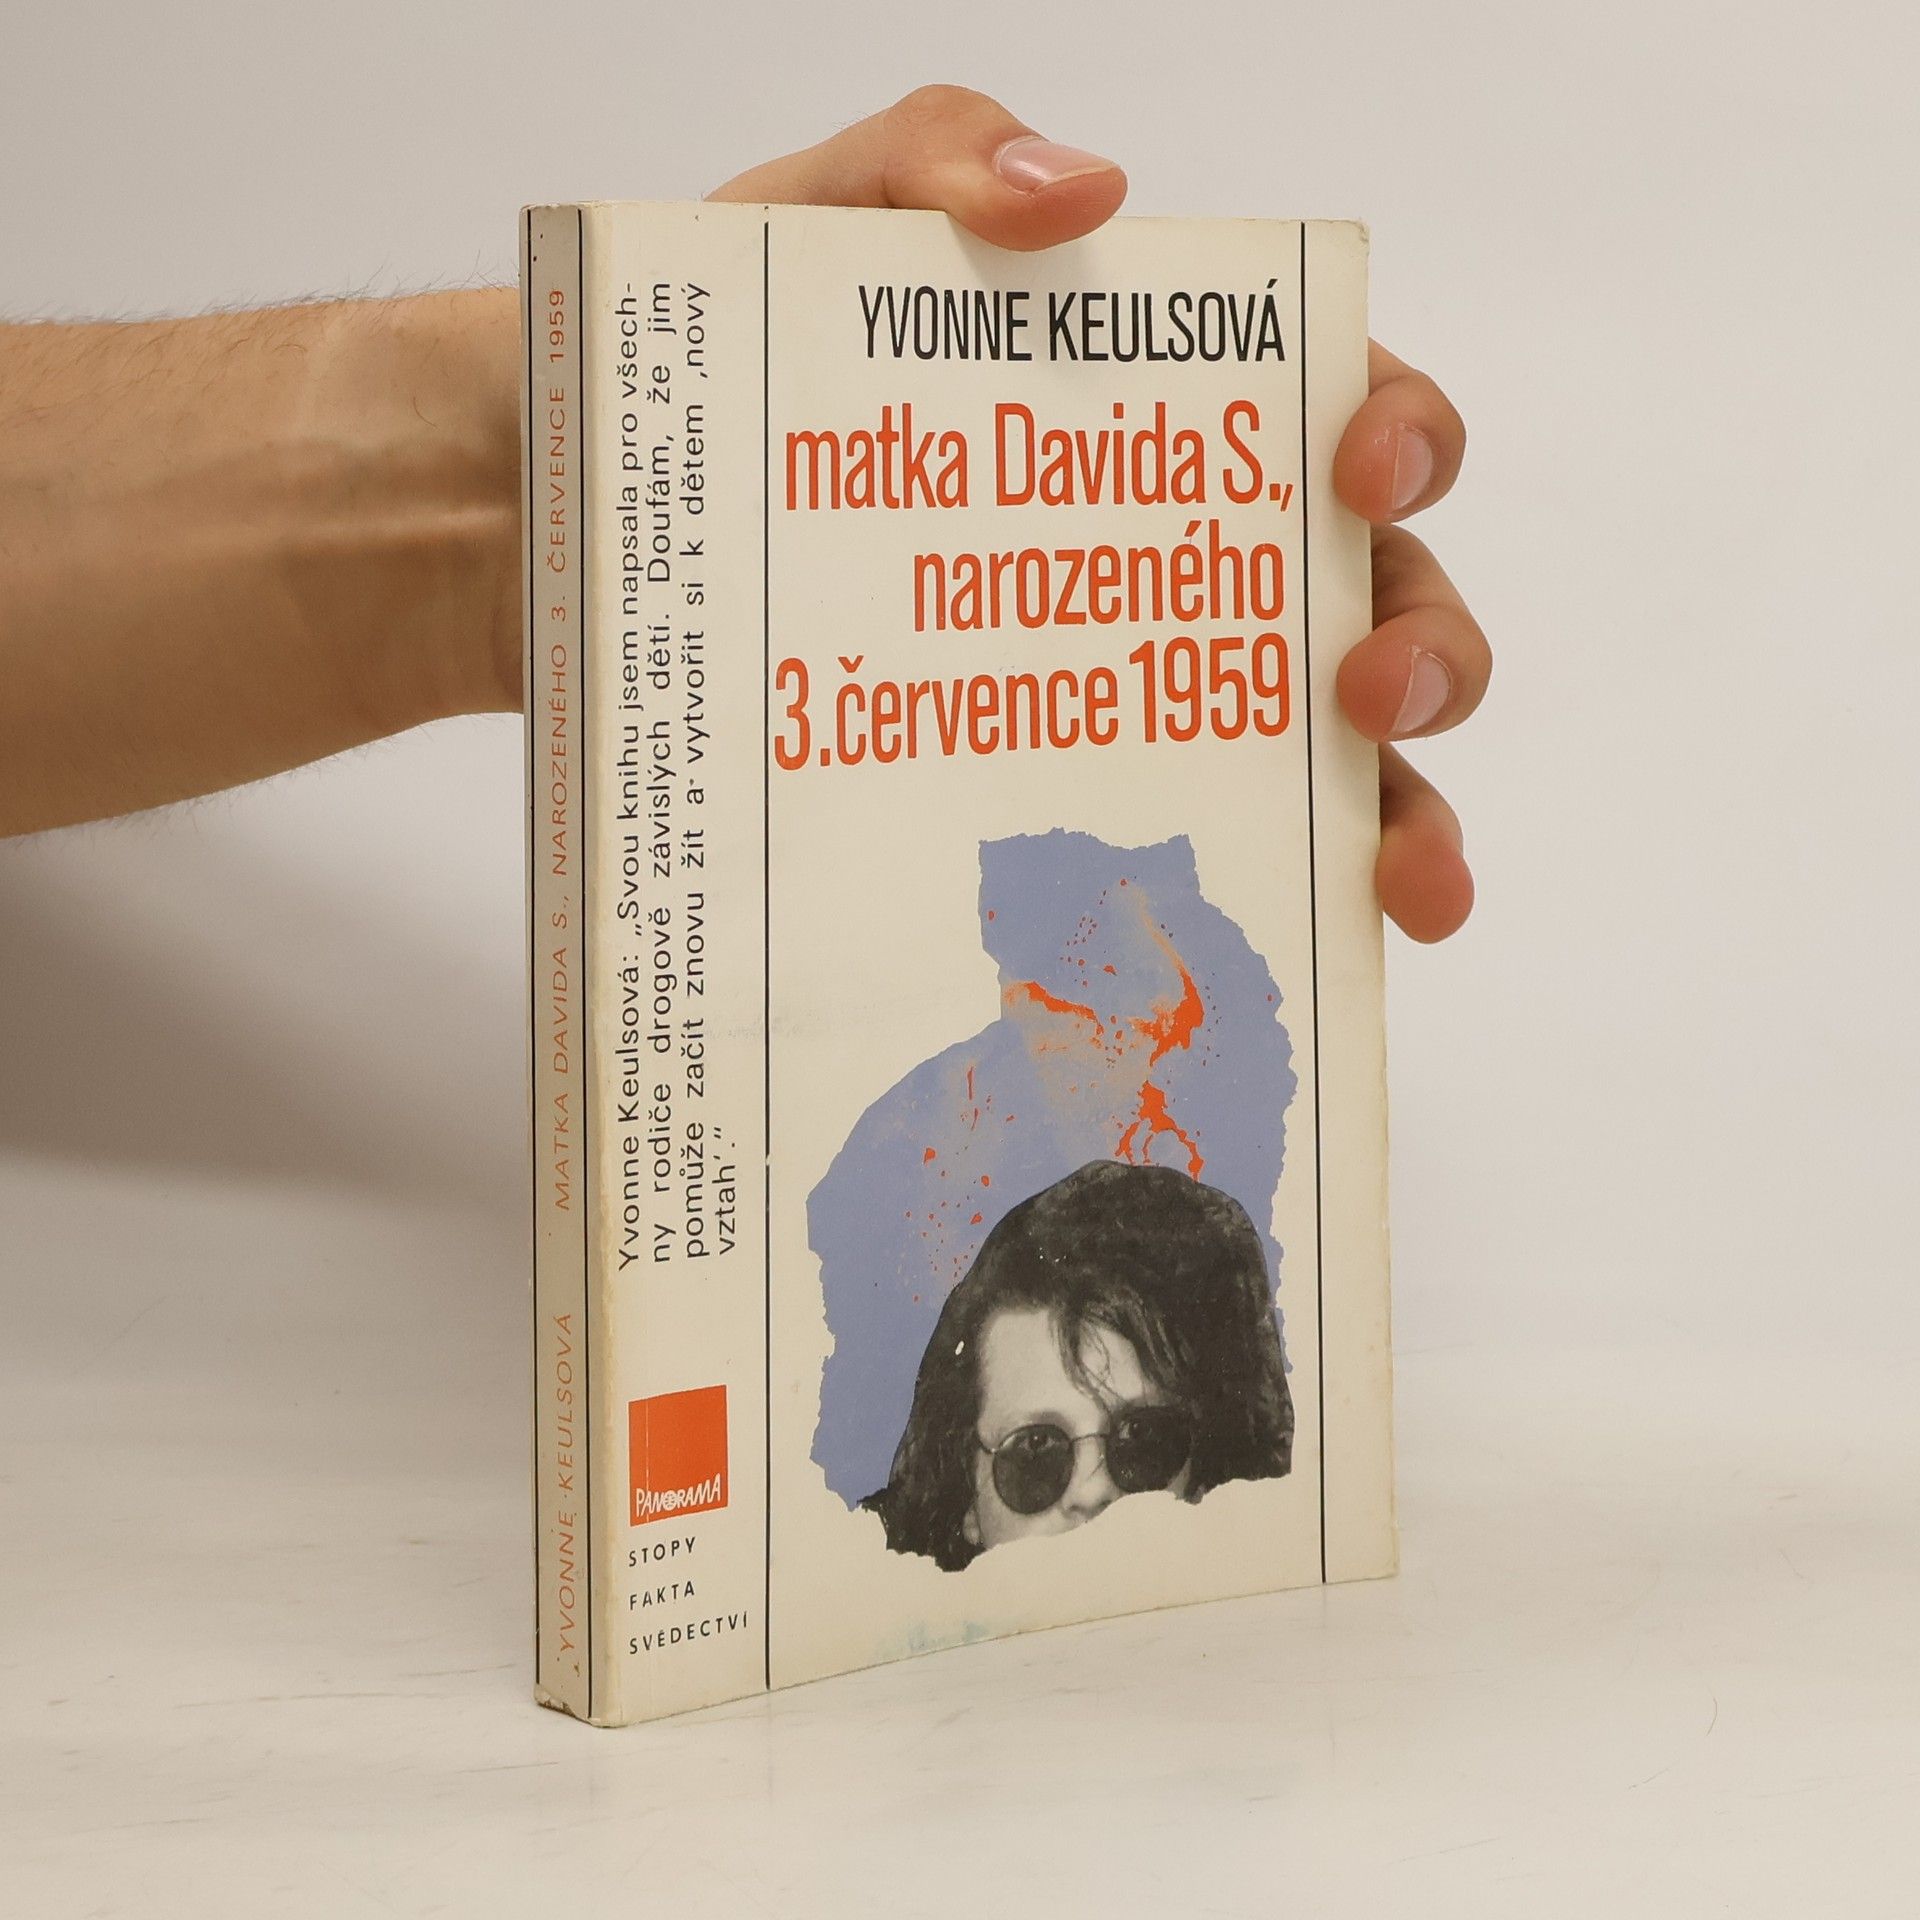 YVONNE KEULSOVÁ MATKA DAVIDA S., NAROZENÉHO 3. ČERVENCE 1959
Yvonne Keulsová: „Svou knihu jsem napsala pro všech-
ny rodiče drogově závislých dětí. Doufám, že jim
pomůže začít znovu žít a vytvořit si k dětem ‚nový
vztah‘.“
PANORAMA
STOPY
FAKTA
SVĚDECTVÍ
YVONNE KEULSOVÁ
matka Davida S.,
narozeného
3. července 1959